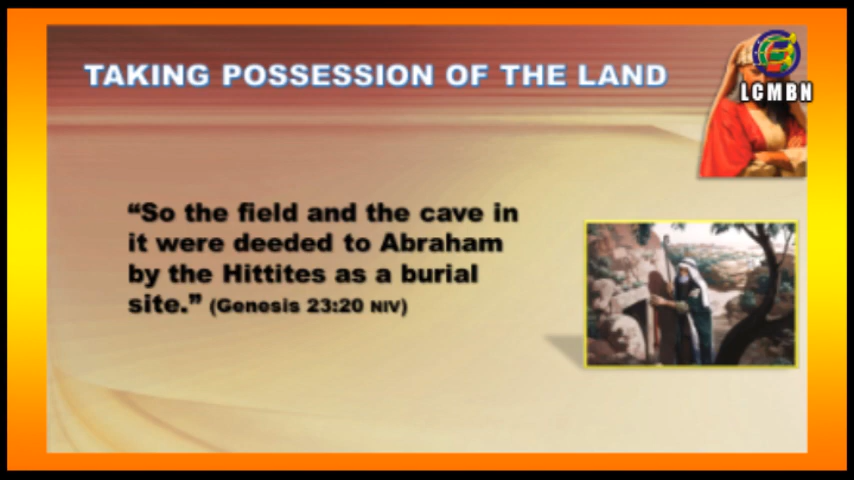 TAKING POSSESSION OF THE LAND
LCMBN
“So the field and the cave in
it were deeded to Abraham
by the Hittites as a burial
site.” (Genesis 23:20 NIV)